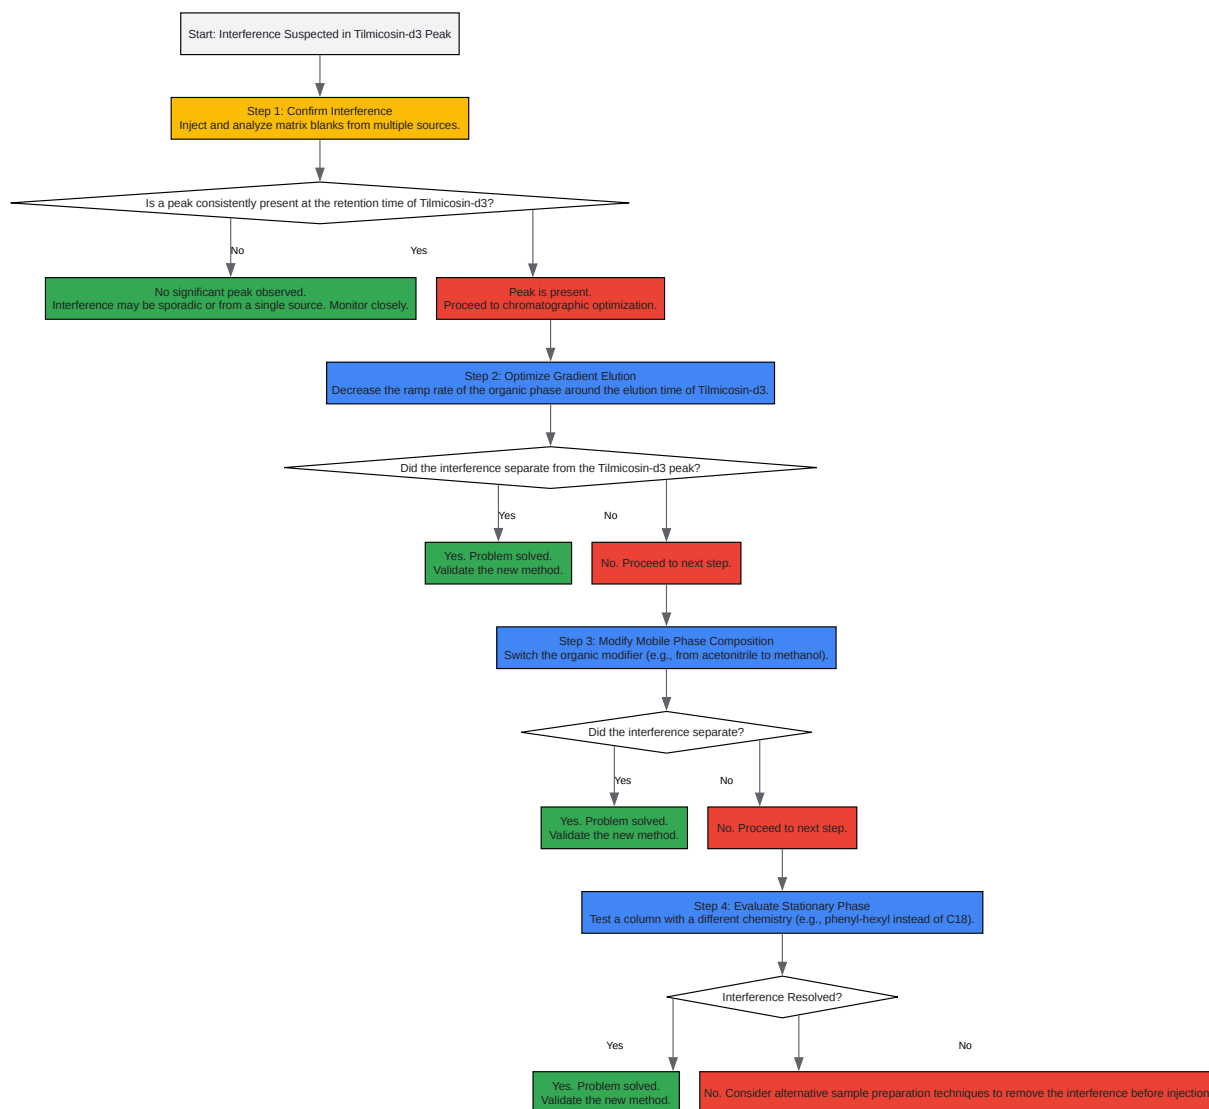 Start: Interference Suspected in Tilmicosin-d3 Peak
Step 1: Confirm Interference
Inject and analyze matrix blanks from multiple sources.
Is a peak consistently present at the retention time of Tilmicosin-d3?
No
Yes
No significant peak observed.
Interference may be sporadic or from a single source. Monitor closely.
Peak is present.
Proceed to chromatographic optimization.
Step 2: Optimize Gradient Elution
Decrease the ramp rate of the organic phase around the elution time of Tilmicosin-d3.
Did the interference separate from the Tilmicosin-d3 peak?
Yes
No
Yes. Problem solved.
Validate the new method.
No. Proceed to next step.
Step 3: Modify Mobile Phase Composition
Switch the organic modifier (e.g., from acetonitrile to methanol).
Did the interference separate?
Yes
No
Yes. Problem solved.
Validate the new method.
No. Proceed to next step.
Step 4: Evaluate Stationary Phase
Test a column with a different chemistry (e.g., phenyl-hexyl instead of C18).
Interference Resolved?
Yes
No
Yes. Problem solved.
Validate the new method.
No. Consider alternative sample preparation techniques to remove the interference before injection